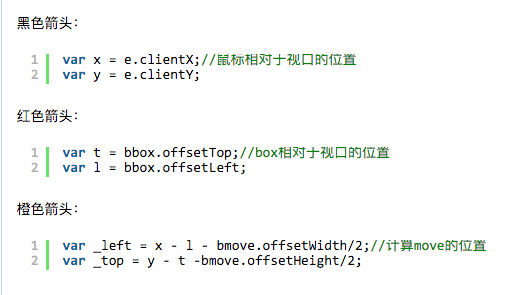 黑色箭头：
1 var x = e.clientX;//鼠标相对于视口的位置
2 var y = e.clientY;
红色箭头：
1 var t = bbox.offsetTop;//box相对于视口的位置
2 var l = bbox.offsetLeft;
橙色箭头：
1 var _left = x - l - bmove.offsetWidth/2;//计算move的位置
2 var _top = y - t -bmove.offsetHeight/2;